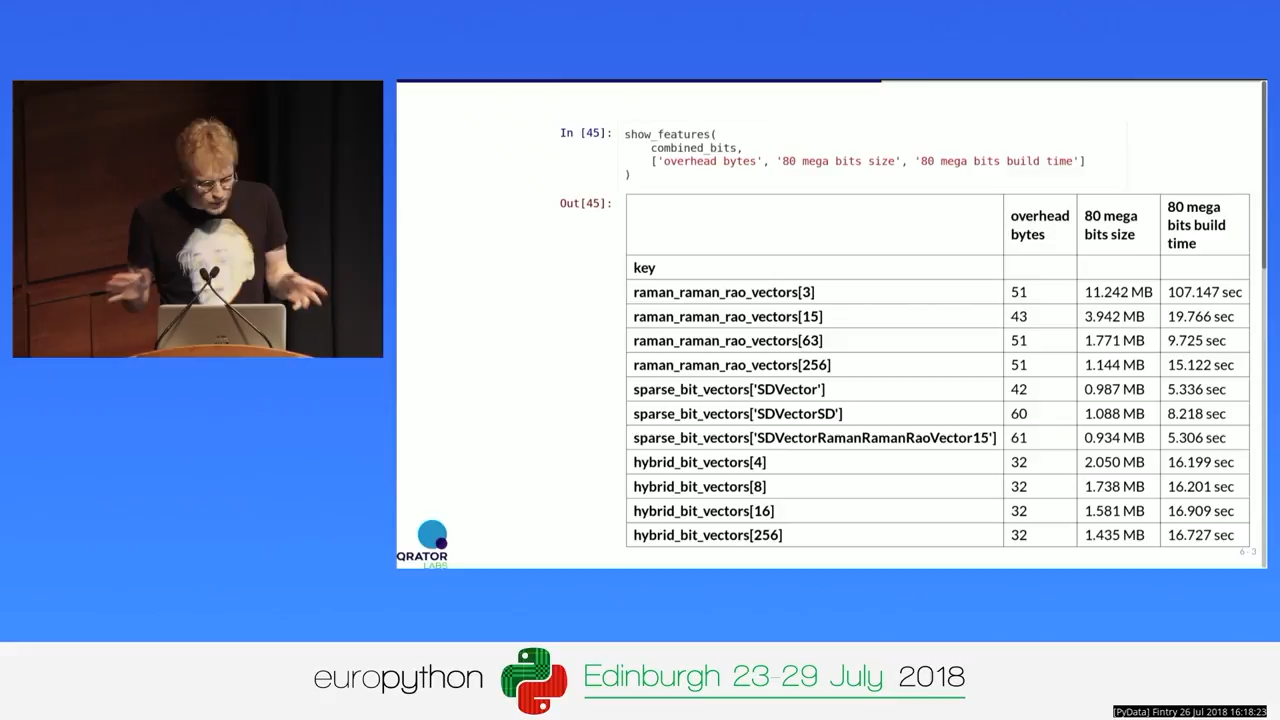 In [45]:
show_features(
combined_bits,
['overhead bytes', '80 mega bits size', '80 mega bits build time']
)
Out[45]:
overhead bytes 80 mega bits size 80 mega bits build time
key
raman_raman_rao_vectors[3] 51 11.242 MB 107.147 sec
raman_raman_rao_vectors[15] 43 3.942 MB 19.766 sec
raman_raman_rao_vectors[63] 51 1.771 MB 9.725 sec
raman_raman_rao_vectors[256] 51 1.144 MB 15.122 sec
sparse_bit_vectors['SDVector'] 42 0.987 MB 5.336 sec
sparse_bit_vectors['SDVectorSD'] 60 1.088 MB 8.218 sec
sparse_bit_vectors['SDVectorRamanRamanRaoVector15'] 61 0.934 MB 5.306 sec
hybrid_bit_vectors[4] 32 2.050 MB 16.199 sec
hybrid_bit_vectors[8] 32 1.738 MB 16.201 sec
hybrid_bit_vectors[16] 32 1.581 MB 16.909 sec
hybrid_bit_vectors[256] 32 1.435 MB 16.727 sec
6 - 3
QRATOR
LABS
europython Edinburgh 23-29 July 2018
[PyData] Fintry 26 Jul 2018 16:18:23